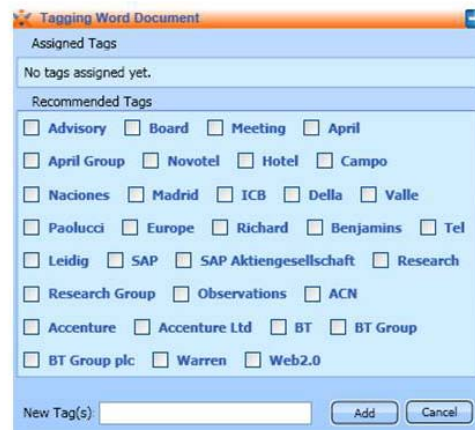 Tagging Word Document
Assigned Tags
No tags assigned yet.
Recommended Tags
Advisory Board Meeting April
April Group Novotel Hotel Campo
Naciones Madrid ICB Della Valle
Paolucci Europe Richard Benjamins Tel
Leidig SAP SAP Aktiengesellschaft Research
Research Group Observations ACN
Accenture Accenture Ltd BT BT Group
BT Group plc Warren Web2.0
New Tag(s): Add Cancel